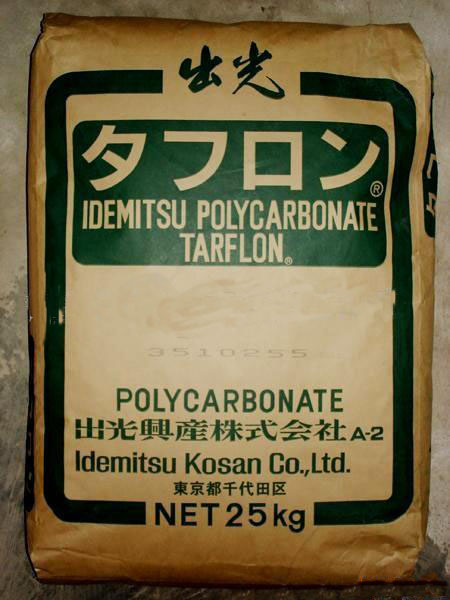 出光
タフロン®
IDEMITSU POLYCARBONATE
TARFLON®
3510255
POLYCARBONATE
出光興産株式会社 A-2
Idemitsu Kosan Co.,Ltd.
東京都千代田区
NET 25kg